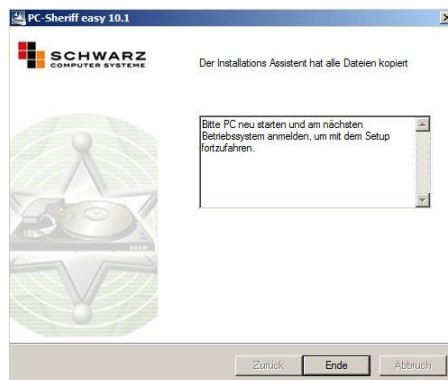 PC-Sheriff easy 10.1
SCHWARZ
COMPUTER SYSTEME
Der Installations Assistent hat alle Dateien kopiert
Bitte PC neu starten und am nächsten
Betriebssystem anmelden, um mit dem Setup
fortzufahren.
Zurück
Ende
Abbruch